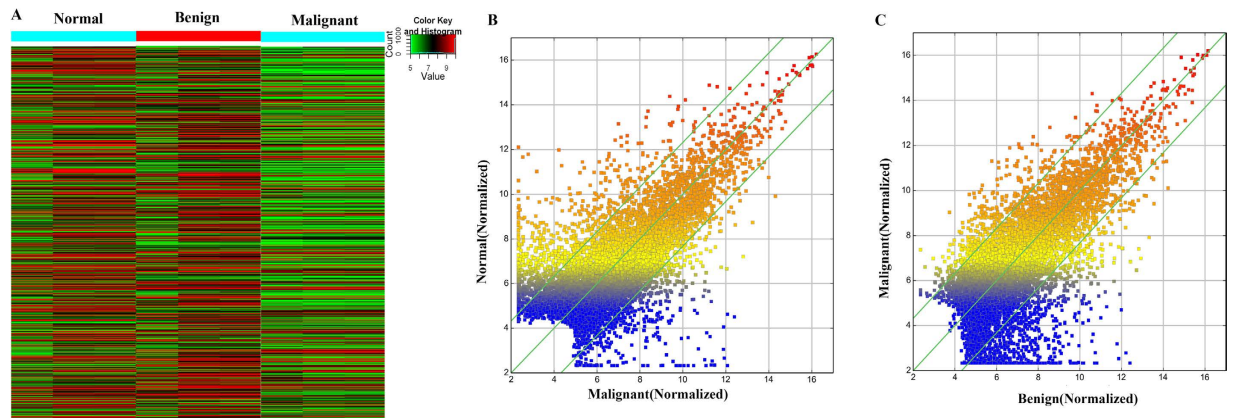 A
Normal
Benign
Malignant
Color Key
and Histogram
Count
0 1000
5 7 9
Value
B
Normal(Normalized)
16
14
12
10
8
6
4
2
2 4 6 8 10 12 14 16
Malignant(Normalized)
C
Malignant(Normalized)
16
14
12
10
8
6
4
2
2 4 6 8 10 12 14 16
Benign(Normalized)